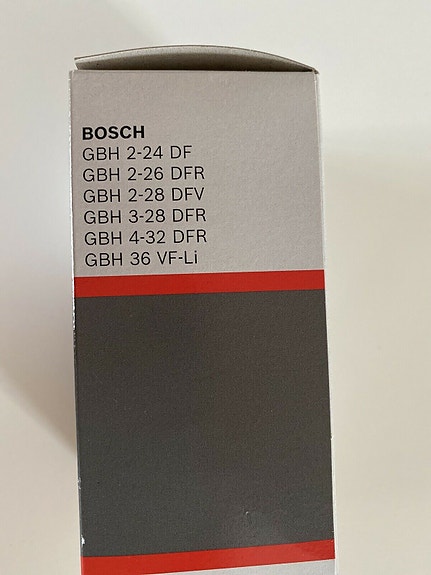 BOSCH
GBH 2-24 DF
GBH 2-26 DFR
GBH 2-28 DFV
GBH 3-28 DFR
GBH 4-32 DFR
GBH 36 VF-Li